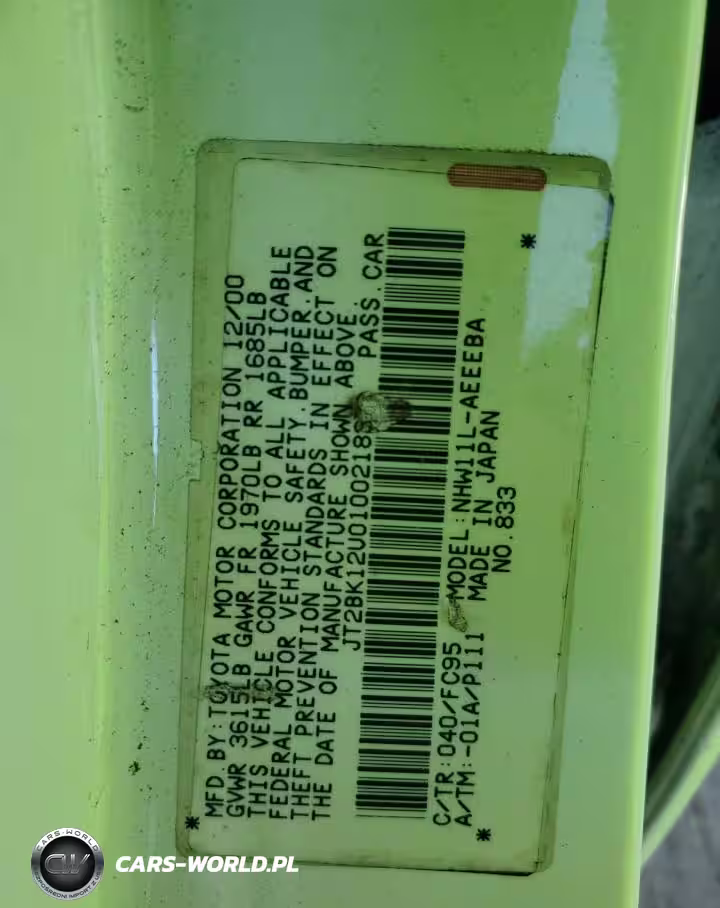 * MFD. BY: TOYOTA MOTOR CORPORATION 12/00
GVWR 3615LB GAWR FR 1970LB RR 1685LB
THIS VEHICLE CONFORMS TO ALL APPLICABLE
FEDERAL MOTOR VEHICLE SAFETY, BUMPER, AND
THEFT PREVENTION STANDARDS IN EFFECT ON
THE DATE OF MANUFACTURE SHOWN ABOVE.
PASS. CAR
C/TR: 040/FC95 MODEL: NHW11L-AEEEBA
A/TM: -01A/P111 MADE IN JAPAN *
* NO. 833
CARS-WORLD
CW
CARS-WORLD.PL